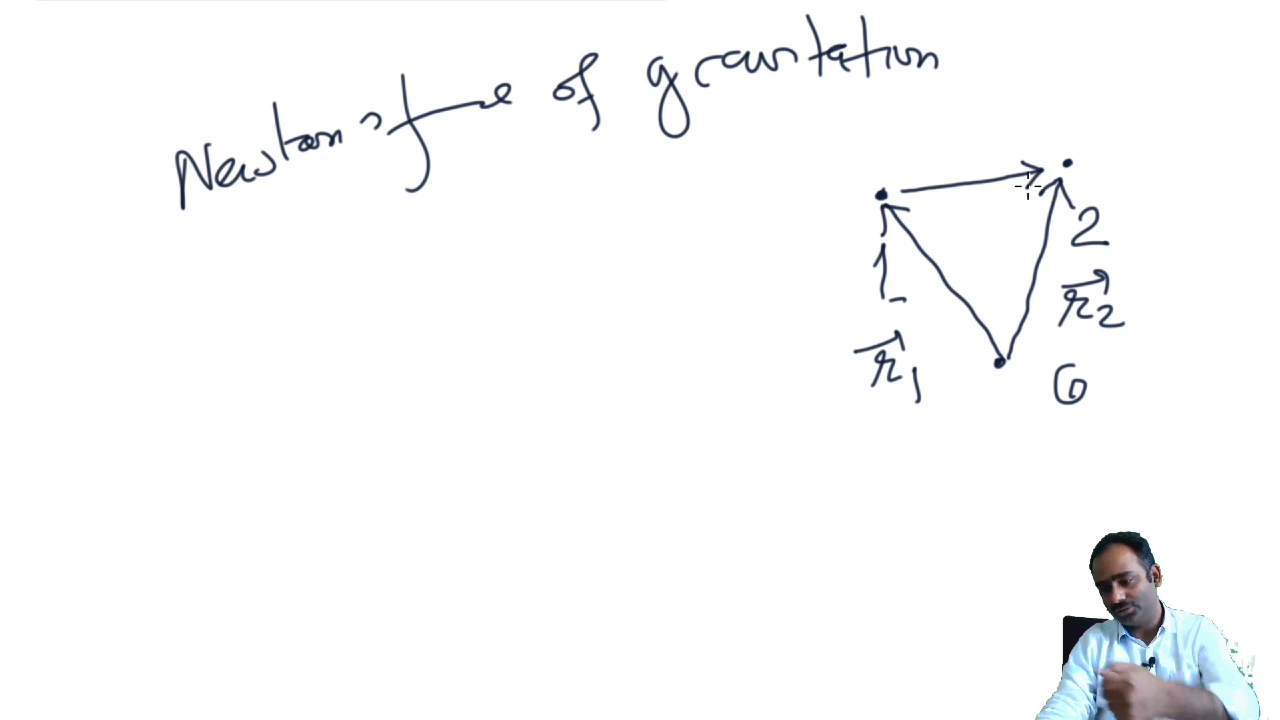 Newton's force of gravitation
1
2
r⃗₁
r⃗₂
O